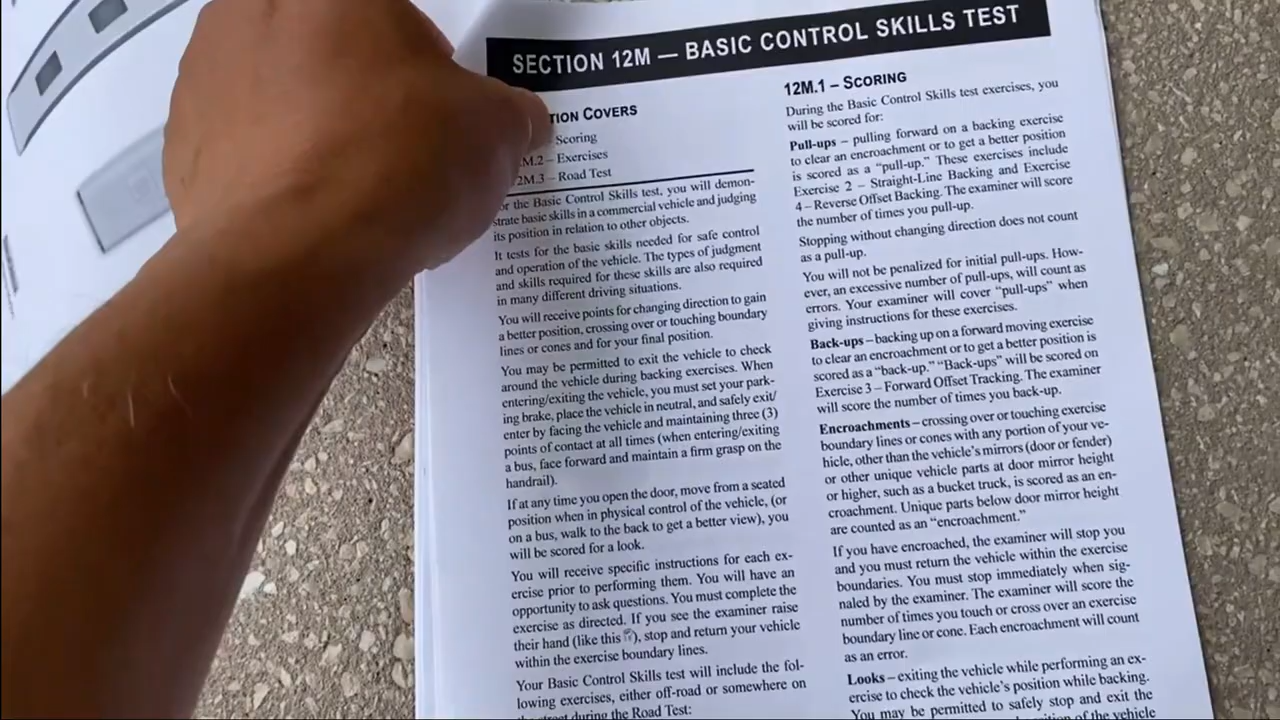 SECTION 12M — BASIC CONTROL SKILLS TEST
TION COVERS
Scoring
.M.2 – Exercises
2M.3 – Road Test
or the Basic Control Skills test, you will demon-
strate basic skills in a commercial vehicle and judging
its position in relation to other objects.
It tests for the basic skills needed for safe control
and operation of the vehicle. The types of judgment
and skills required for these skills are also required
in many different driving situations.
You will receive points for changing direction to gain
a better position, crossing over or touching boundary
lines or cones and for your final position.
You may be permitted to exit the vehicle to check
around the vehicle during backing exercises. When
entering/exiting the vehicle, you must set your park-
ing brake, place the vehicle in neutral, and safely exit/
enter by facing the vehicle and maintaining three (3)
points of contact at all times (when entering/exiting
a bus, face forward and maintain a firm grasp on the
handrail).
If at any time you open the door, move from a seated
position when in physical control of the vehicle, (or
on a bus, walk to the back to get a better view), you
will be scored for a look.
You will receive specific instructions for each ex-
ercise prior to performing them. You will have an
opportunity to ask questions. You must complete the
exercise as directed. If you see the examiner raise
their hand (like this ), stop and return your vehicle
within the exercise boundary lines.
Your Basic Control Skills test will include the fol-
lowing exercises, either off-road or somewhere on
the street during the Road Test:
12M.1 – SCORING
During the Basic Control Skills test exercises, you
will be scored for:
Pull-ups – pulling forward on a backing exercise
to clear an encroachment or to get a better position
is scored as a “pull-up.” These exercises include
Exercise 2 – Straight-Line Backing and Exercise
4 – Reverse Offset Backing. The examiner will score
the number of times you pull-up.
Stopping without changing direction does not count
as a pull-up.
You will not be penalized for initial pull-ups. How-
ever, an excessive number of pull-ups, will count as
errors. Your examiner will cover “pull-ups” when
giving instructions for these exercises.
Back-ups – backing up on a forward moving exercise
to clear an encroachment or to get a better position is
scored as a “back-up.” “Back-ups” will be scored on
Exercise 3 – Forward Offset Tracking. The examiner
will score the number of times you back-up.
Encroachments – crossing over or touching exercise
boundary lines or cones with any portion of your ve-
hicle, other than the vehicle’s mirrors (door or fender)
or other unique vehicle parts at door mirror height
or higher, such as a bucket truck, is scored as an en-
croachment. Unique parts below door mirror height
are counted as an “encroachment.”
If you have encroached, the examiner will stop you
and you must return the vehicle within the exercise
boundaries. You must stop immediately when sig-
naled by the examiner. The examiner will score the
number of times you touch or cross over an exercise
boundary line or cone. Each encroachment will count
as an error.
Looks – exiting the vehicle while performing an ex-
ercise to check the vehicle’s position while backing.
You may be permitted to safely stop and exit the
of the vehicle